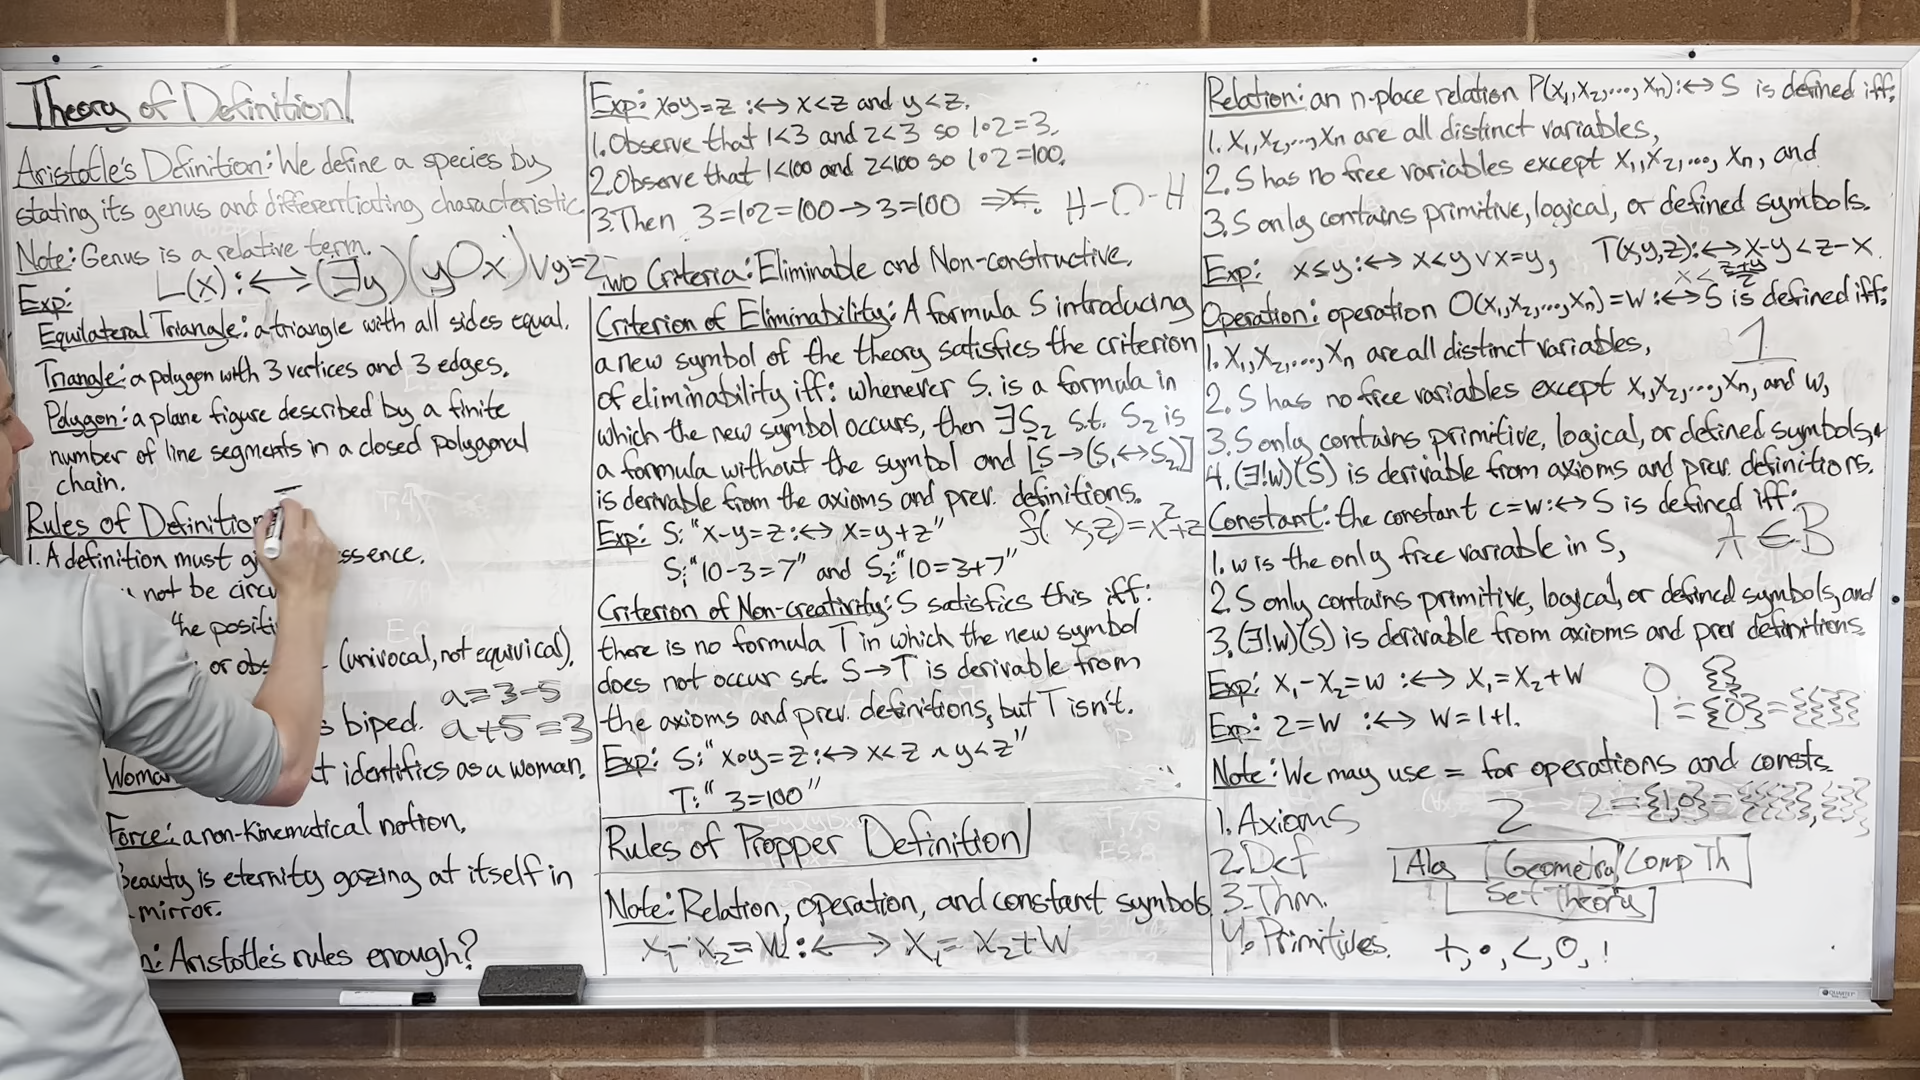 Theory of Definition
Aristotle's Definition: We define a species by
stating its genus and differentiating characteristic.
Note: Genus is a relative term.
L(x):↔(∃y)(yOx)∨y=2
Exp:
Equilateral Triangle: a triangle with all sides equal.
Triangle: a polygon with 3 vertices and 3 edges.
Polygon: a plane figure described by a finite
number of line segments in a closed polygonal
chain.
Rules of Definition
1. A definition must g ssence.
not be circu
the positi
or obs (univocal, not equivical).
a=3-5
s biped. a+5=3
Woma t identifies as a woman.
Force: a non-kinematical notion.
Beauty is eternity gazing at itself in
mirror.
n: Aristotle's rules enough?
Exp: x∘y=z :↔ x<z and y<z.
1. Observe that 1<3 and 2<3 so 1∘2=3.
2. Observe that 1<100 and 2<100 so 1∘2=100.
3. Then 3=1∘2=100→3=100 ⇒⇐. H-O-H
Two Criteria: Eliminable and Non-constructive.
Criterion of Eliminability: A formula S introducing
a new symbol of the theory satisfies the criterion
of eliminability iff: whenever S₁ is a formula in
which the new symbol occurs, then ∃S₂ s.t. S₂ is
a formula without the symbol and [S→(S₁↔S₂)]
is derivable from the axioms and prev. definitions.
Exp: S: "x-y=z:↔ x=y+z" f(x,z)=x²+z
S₁:"10-3=7" and S₂:"10=3+7"
Criterion of Non-creativity: S satisfies this iff:
there is no formula T in which the new symbol
does not occur s.t. S→T is derivable from
the axioms and prev. definitions, but T isn't.
Exp: S:"x∘y=z:↔ x<z ∧ y<z"
T:"3=100"
Rules of Propper Definition
Note: Relation, operation, and constant symbols
x₁-x₂=w:↔ x₁=x₂+w
Relation: an n-place relation P(x₁,x₂,...,xₙ):↔ S is defined iff:
1. x₁,x₂,...,xₙ are all distinct variables,
2. S has no free variables except x₁,x₂,...,xₙ, and
3. S only contains primitive, logical, or defined symbols.
Exp: x≤y:↔ x<y ∨ x=y, T(x,y,z):↔ x-y<z-x
Operation: operation O(x₁,x₂,...,xₙ)=w:↔S is defined iff:
1. x₁,x₂,...,xₙ are all distinct variables, 1
2. S has no free variables except x₁,x₂,...,xₙ, and w,
3. S only contains primitive, logical, or defined symbols, +
4. (∃!w)(S) is derivable from axioms and prev. definitions.
Constant: the constant c=w:↔ S is defined iff:
1. w is the only free variable in S, A∈B
2. S only contains primitive, logical, or defined symbols, and
3. (∃!w)(S) is derivable from axioms and prev definitions.
Exp: x₁-x₂=w :↔ x₁=x₂+w 0 {}
Exp: 2=w :↔ w=1+1. 1={0}={{}}
Note: We may use = for operations and consts.
2 2={1,0}={{{}},{}}
1. Axioms
2. Def
3. Thm.
4. Primitives.
Alg Geometry Comp Th
Set Theory
+,∘,<,0,1
QUARTET